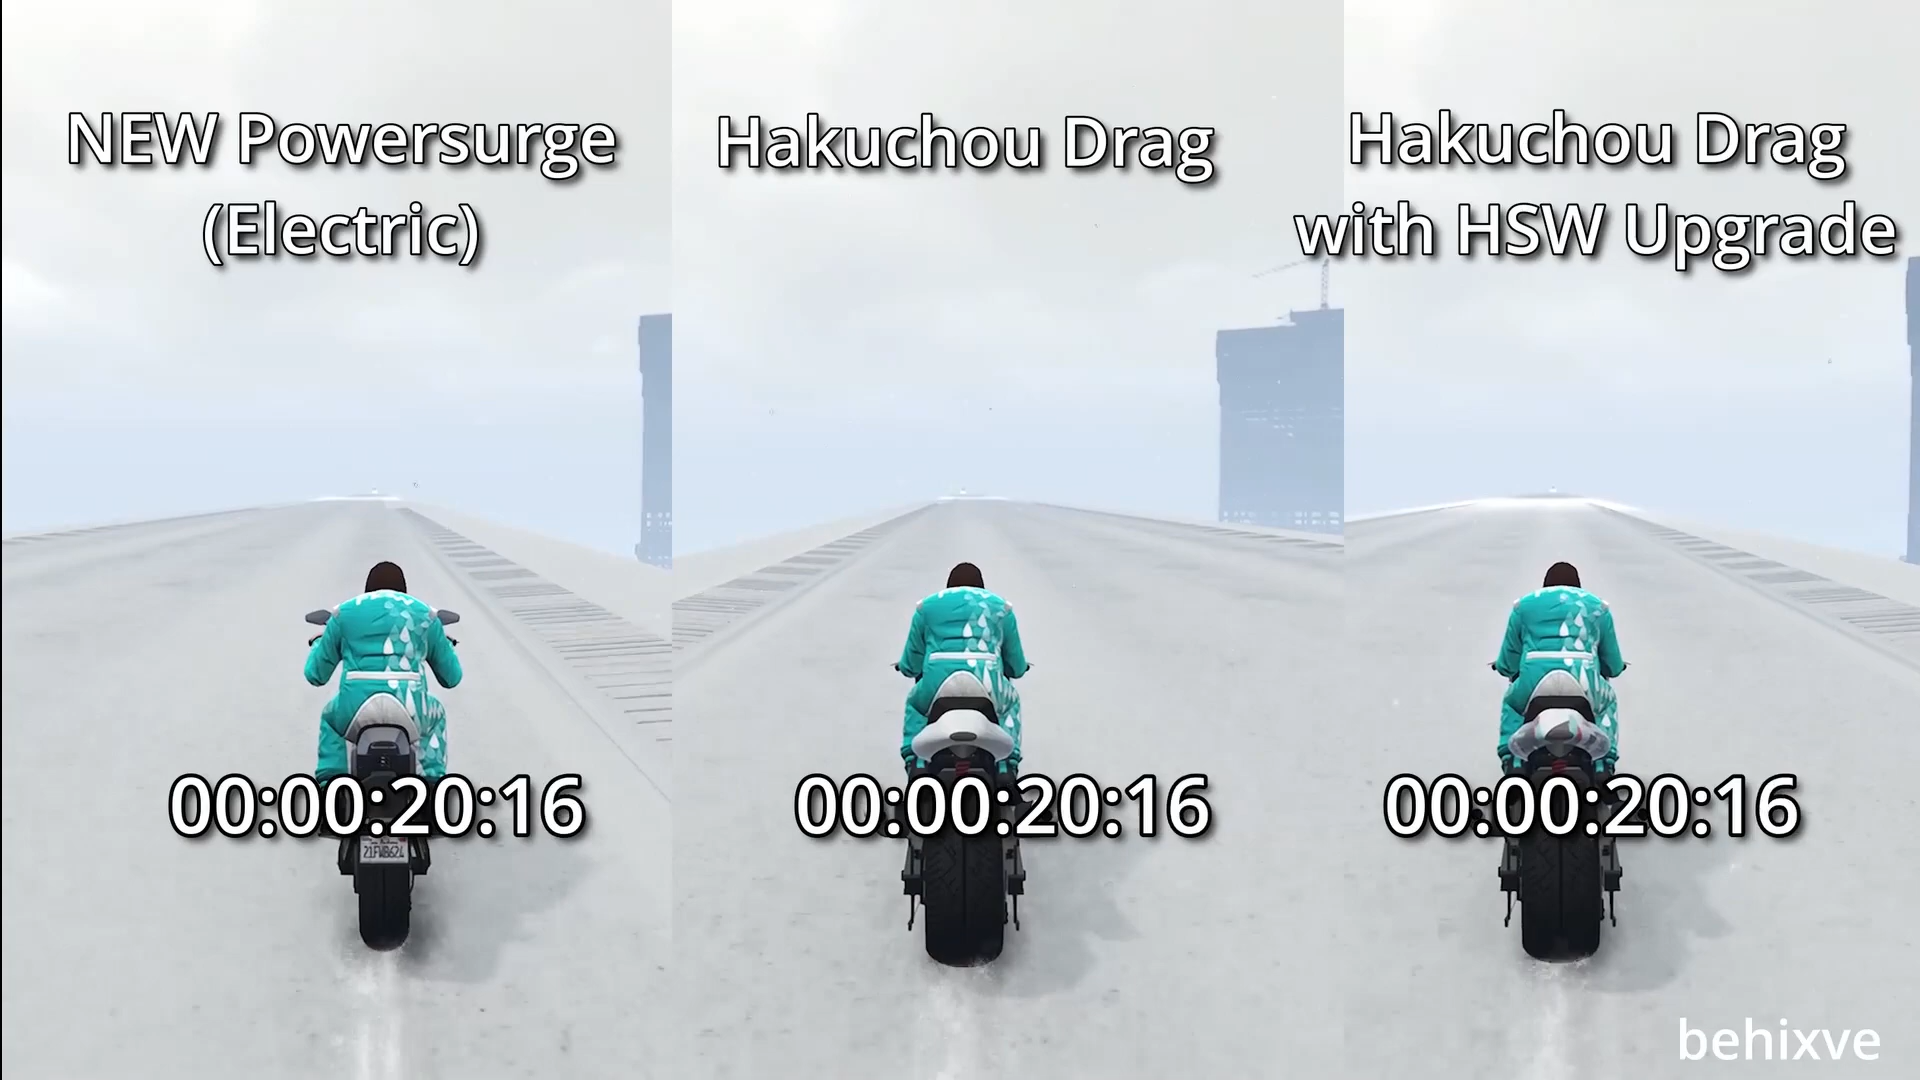 NEW Powersurge
(Electric)
Hakuchou Drag
Hakuchou Drag
with HSW Upgrade
00:00:20:16
00:00:20:16
00:00:20:16
21FWB624
behixve